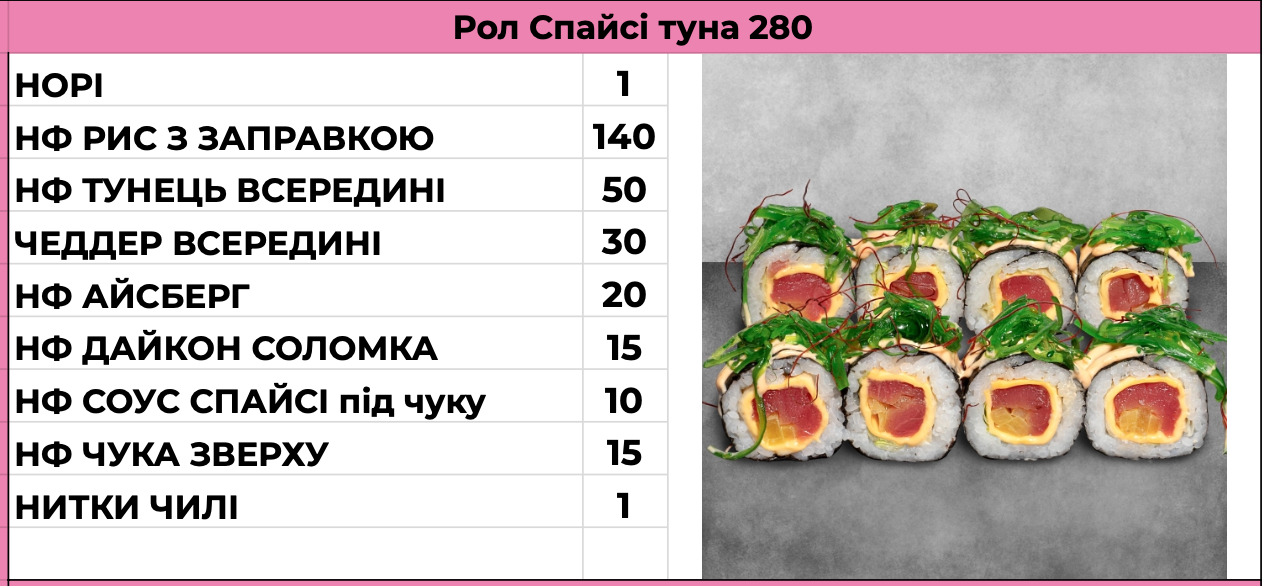 Рол Спайсі туна 280
НОРІ 1
НФ РИС З ЗАПРАВКОЮ 140
НФ ТУНЕЦЬ ВСЕРЕДИНІ 50
ЧЕДДЕР ВСЕРЕДИНІ 30
НФ АЙСБЕРГ 20
НФ ДАЙКОН СОЛОМКА 15
НФ СОУС СПАЙСІ під чуку 10
НФ ЧУКА ЗВЕРХУ 15
НИТКИ ЧИЛІ 1